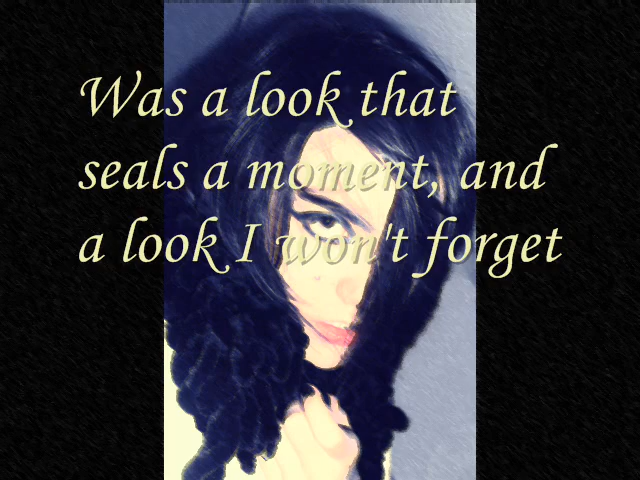 Was a look that
seals a moment, and
a look I won't forget